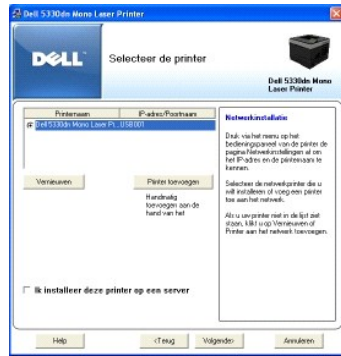 Dell 5330dn Mono Laser Printer
DELL
Selecteer de printer
Dell 5330dn Mono
Laser Printer
Printernaam
IP-adres/Poortnaam
Dell 5330dn Mono Laser Pr... USB001
Vernieuwen
Printer toevoegen
Handmatig
toevoegen aan de
hand van het
Ik installeer deze printer op een server
Netwerkinstallatie
Druk via het menu op het
bedieningspaneel van de printer de
pagina Netwerkinstellingen af om
het IP-adres en de printernaam te
kennen.
Selecteer de netwerkprinter die u
wilt installeren of voeg een printer
toe aan het netwerk.
Als u uw printer niet in de lijst ziet
staan, klikt u op Vernieuwen of
Printer aan het netwerk toevoegen.
Help
<Terug
Volgende>
Annuleren